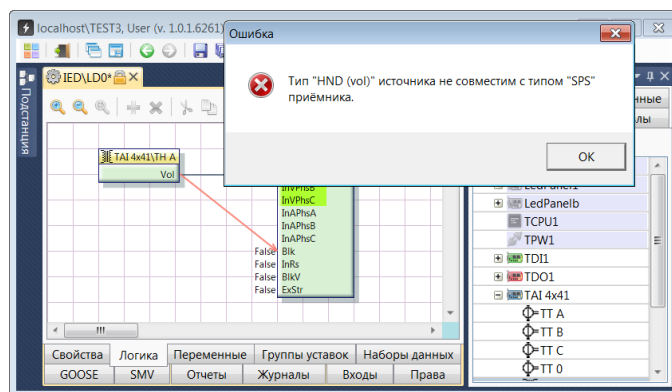 localhost\TEST3, User (v. 1.0.1.6261)
Ошибка
Тип "HND (vol)" источника не совместим с типом "SPS"
приёмника.
OK
Подстанция
IED\LD0*
TAI 4x41\TH A
Vol
InVPhsB
InVPhsC
InAPhsA
InAPhsB
InAPhsC
False Blk
False InRs
False BlkV
False ExStr
LedPanelb
TCPU1
TPW1
TDI1
TDO1
TAI 4x41
TT A
TT B
TT C
TT 0
Свойства Логика Переменные Группы уставок Наборы данных
GOOSE SMV Отчеты Журналы Входы Права